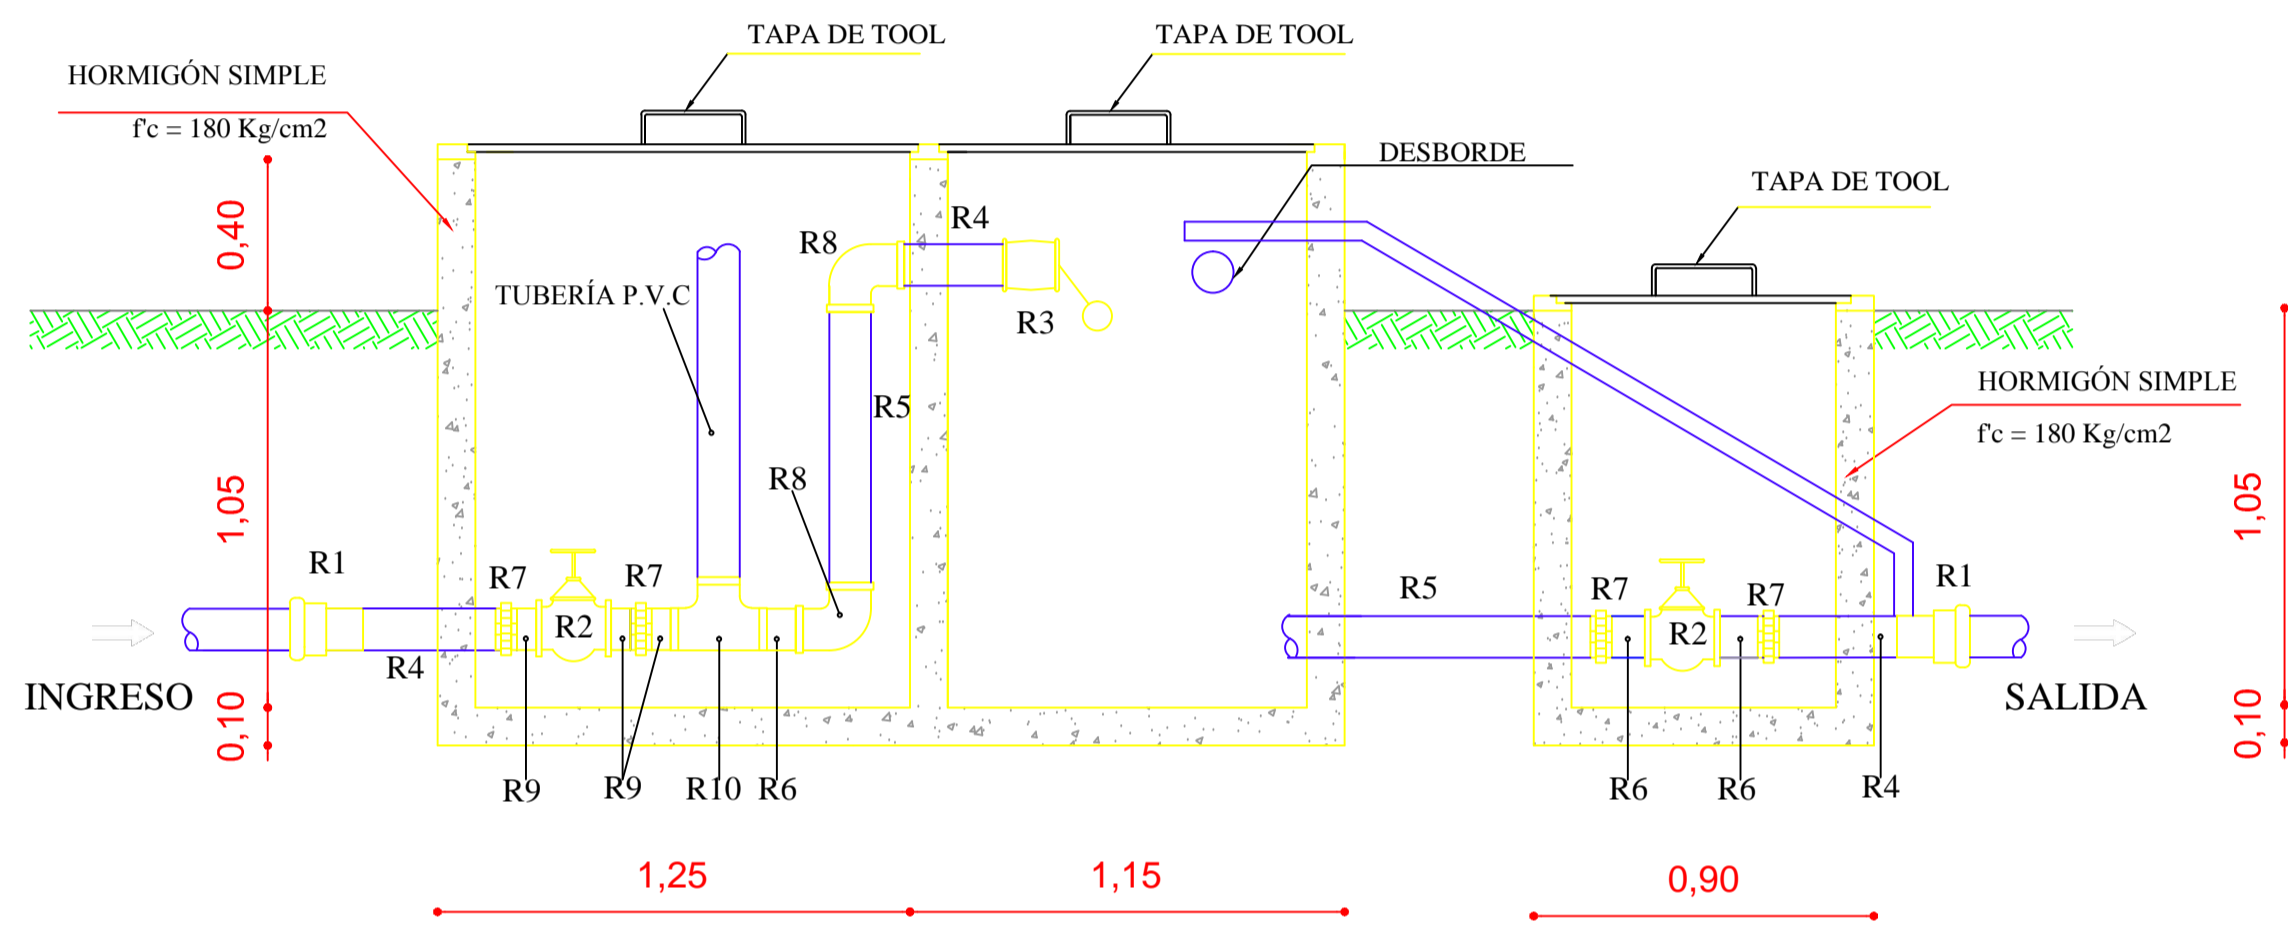 TAPA DE TOOL
TAPA DE TOOL
HORMIGÓN SIMPLE
f'c = 180 Kg/cm2
DESBORDE
TAPA DE TOOL
0,40
R4
R8
TUBERÍA P.V.C
R3
HORMIGÓN SIMPLE
f'c = 180 Kg/cm2
R5
R8
1,05
1,05
R1
R7
R7
R2
R4
R5
R7
R7
R2
R1
INGRESO
SALIDA
0,10
0,10
R9
R9
R10
R6
R6
R6
R4
1,25
1,15
0,90